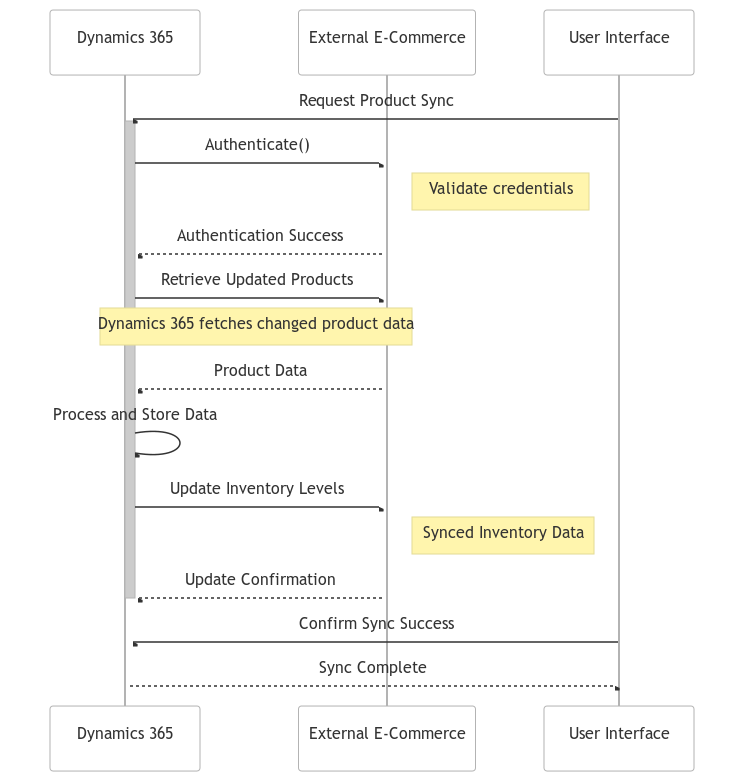 Dynamics 365
External E-Commerce
User Interface
Request Product Sync
Authenticate()
Validate credentials
Authentication Success
Retrieve Updated Products
Dynamics 365 fetches changed product data
Product Data
Process and Store Data
Update Inventory Levels
Synced Inventory Data
Update Confirmation
Confirm Sync Success
Sync Complete
Dynamics 365
External E-Commerce
User Interface